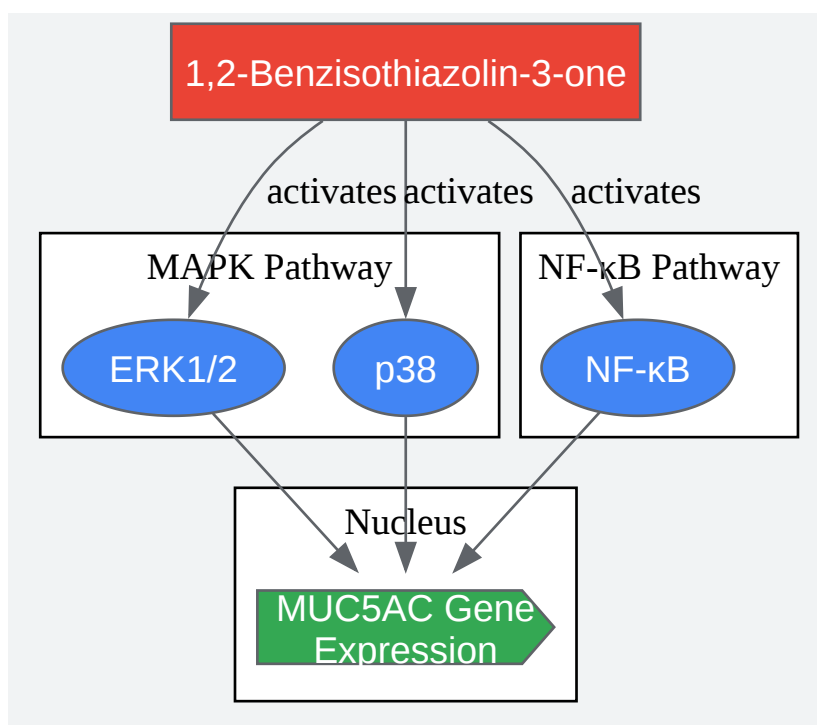 1,2-Benzisothiazolin-3-one
activates
activates
activates
MAPK Pathway
NF-κB Pathway
ERK1/2
p38
NF-κB
Nucleus
MUC5AC Gene
Expression